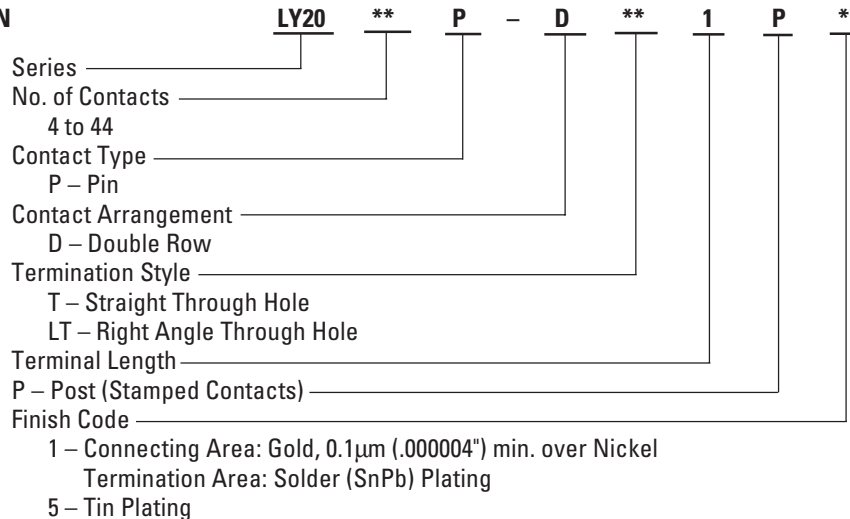 N LY20 ** P – D ** 1 P *
Series
No. of Contacts
4 to 44
Contact Type
P – Pin
Contact Arrangement
D – Double Row
Termination Style
T – Straight Through Hole
LT – Right Angle Through Hole
Terminal Length
P – Post (Stamped Contacts)
Finish Code
1 – Connecting Area: Gold, 0.1μm (.000004") min. over Nickel
Termination Area: Solder (SnPb) Plating
5 – Tin Plating